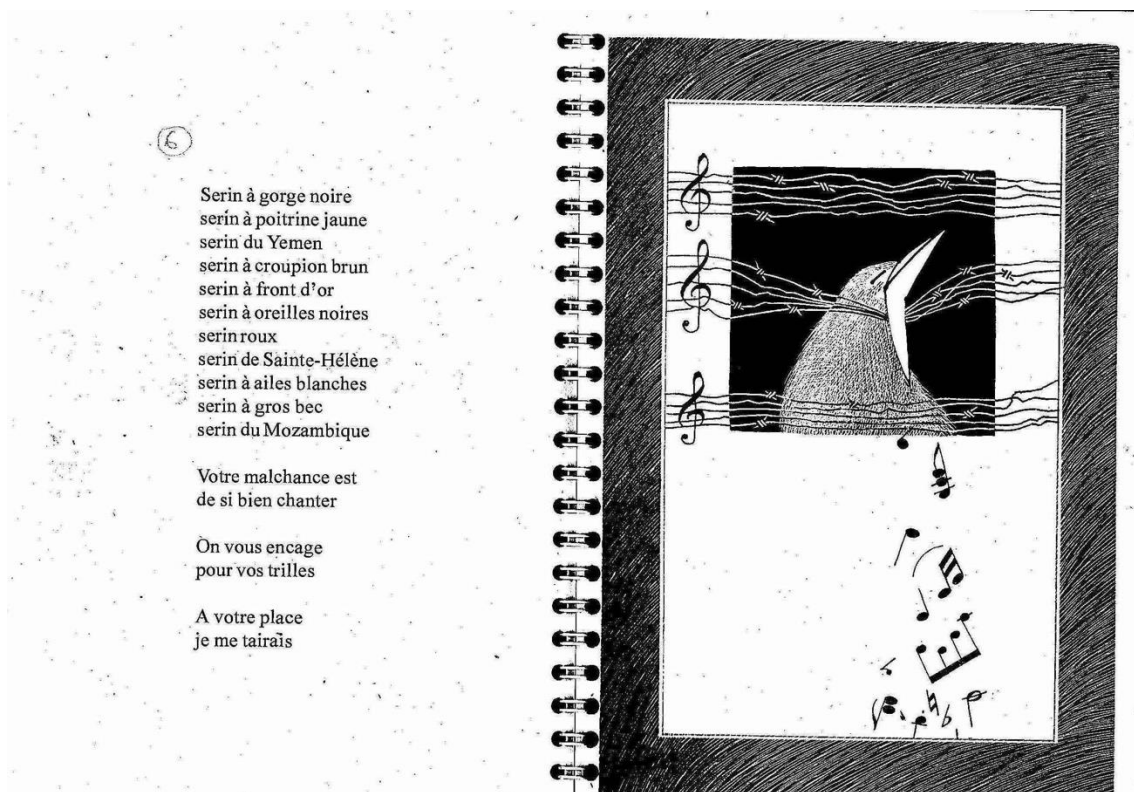 6
Serin à gorge noire
serin à poitrine jaune
serin du Yemen
serin à croupion brun
serin à front d'or
serin à oreilles noires
serin roux
serin de Sainte-Hélène
serin à ailes blanches
serin à gros bec
serin du Mozambique
Votre malchance est
de si bien chanter
On vous encage
pour vos trilles
A votre place
je me tairais